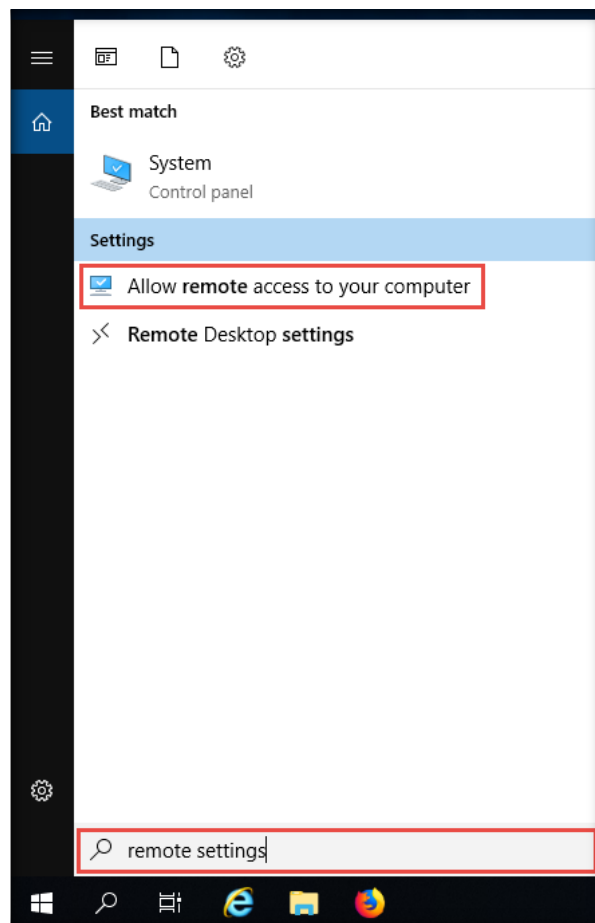 Best match
System
Control panel
Settings
Allow remote access to your computer
Remote Desktop settings
remote settings